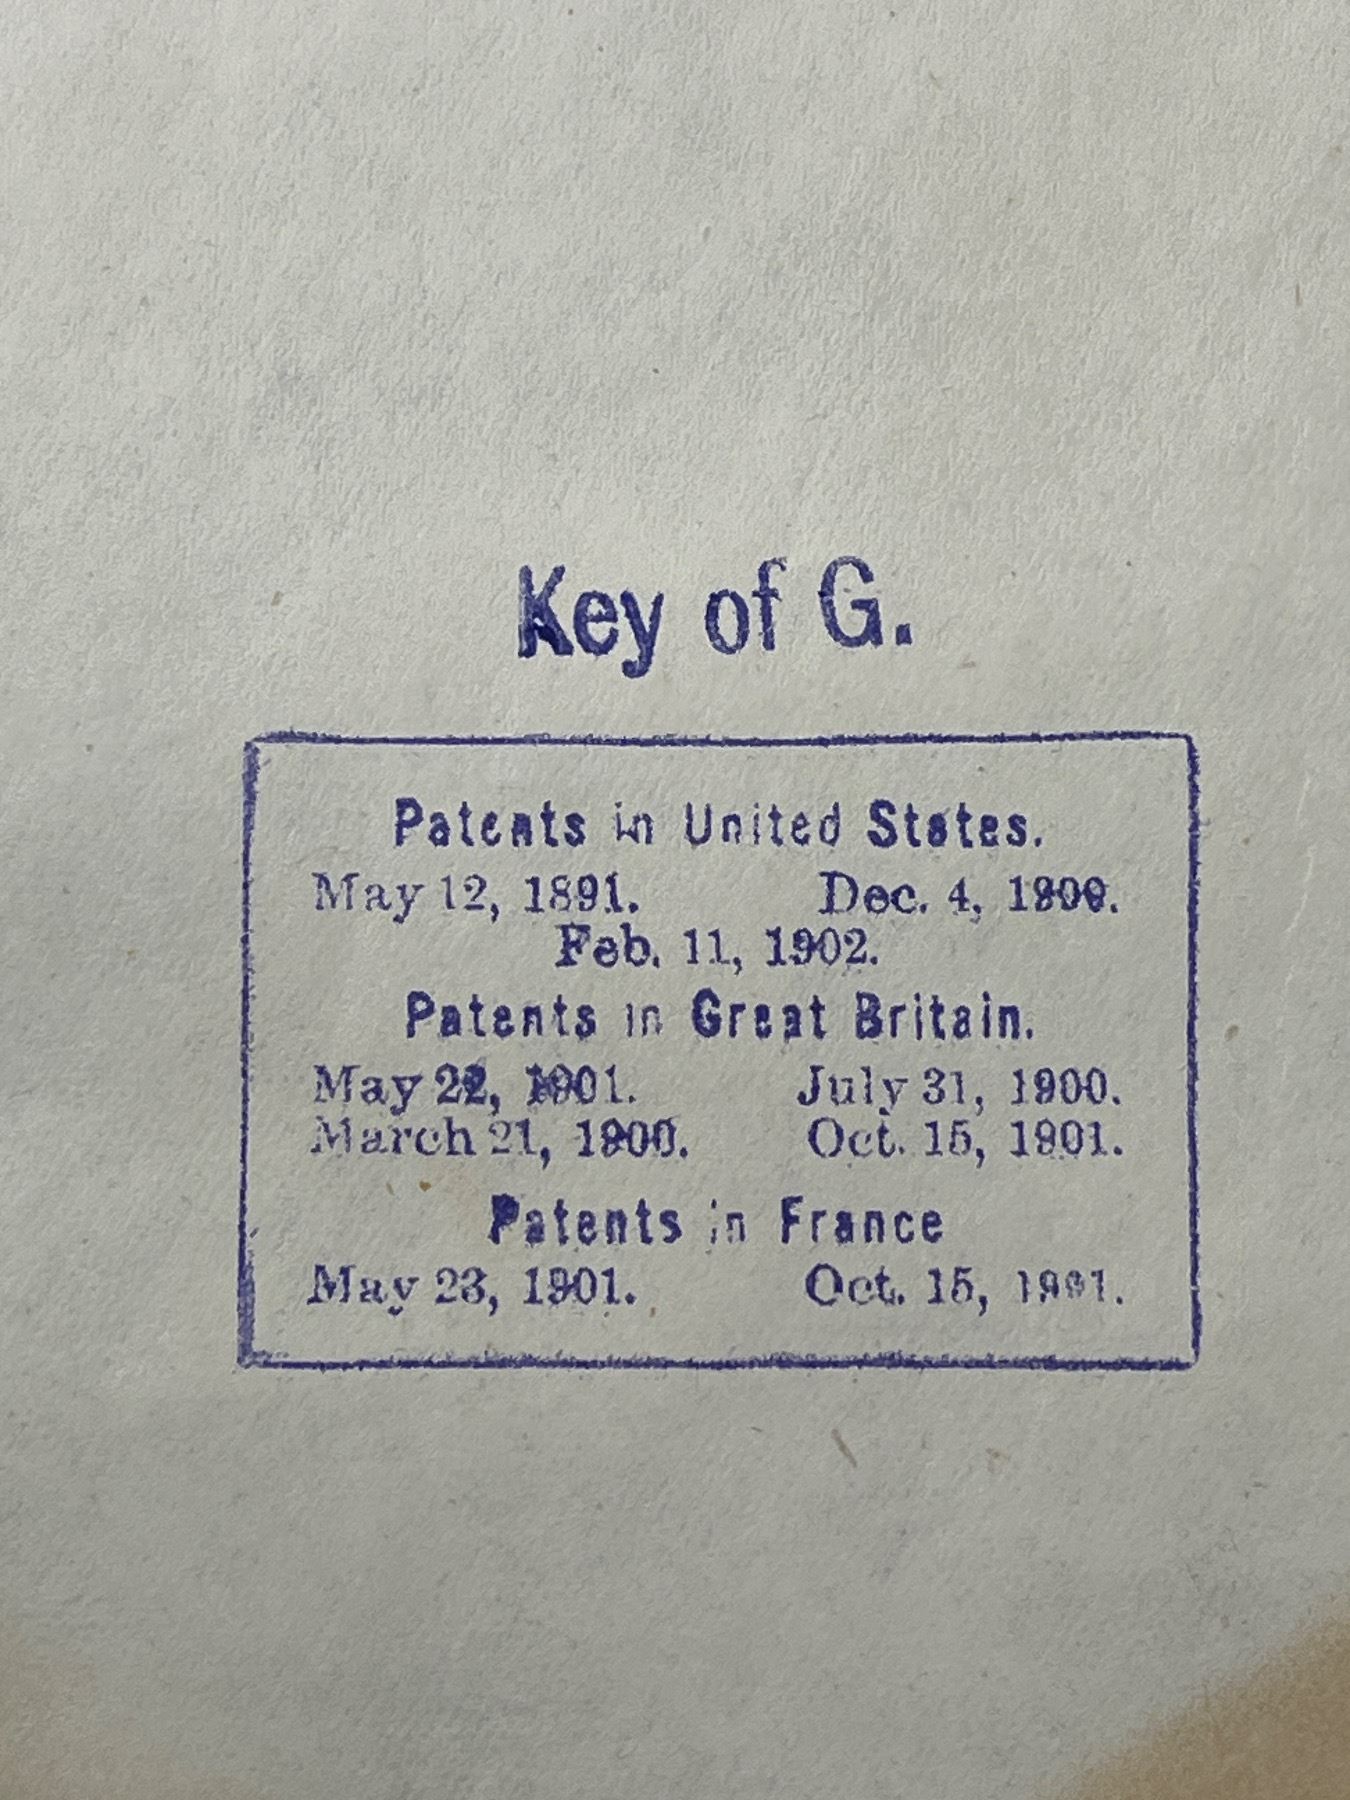 Key of G.
Patents in United States.
May 12, 1891. Dec. 4, 1900.
Feb. 11, 1902.
Patents in Great Britain.
May 22, 1901. July 31, 1900.
March 21, 1900. Oct. 15, 1901.
Patents in France
May 23, 1901. Oct. 15, 1901.